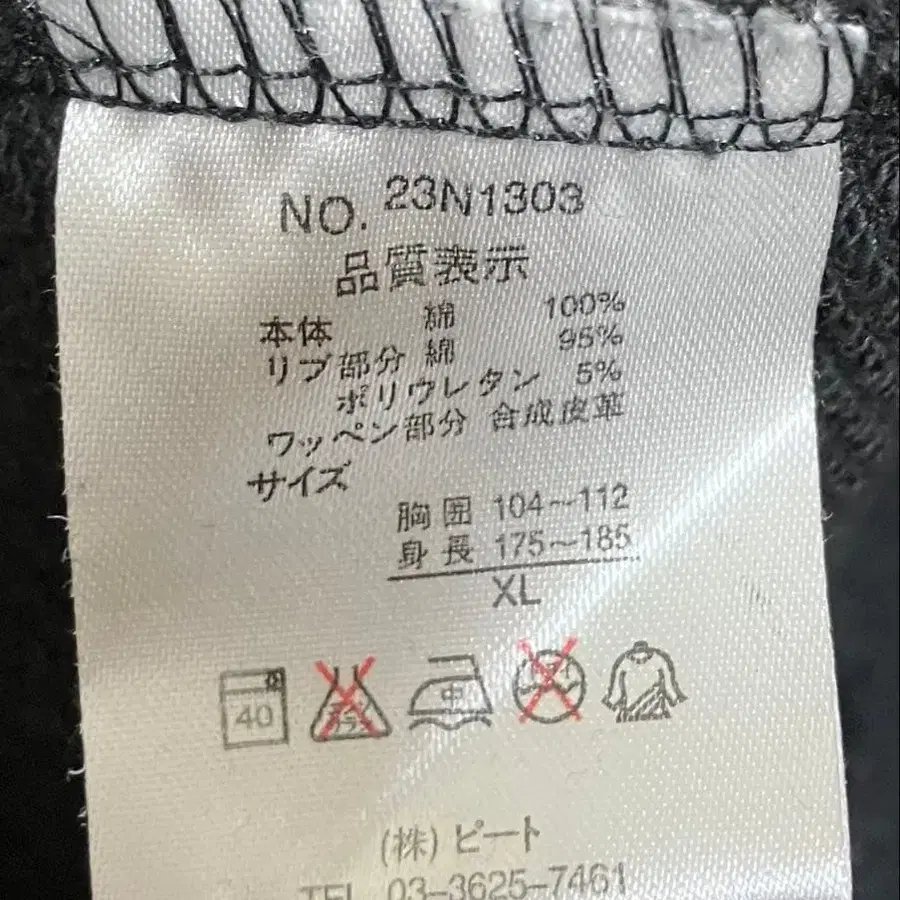 NO. 23N1303
品質表示
本体 綿 100%
リブ部分 綿 95%
ポリウレタン 5%
ワッペン部分 合成皮革
サイズ
胸囲 104~112
身長 175~185
XL
40
中
(株) ピート
TEL 03-3625-7461